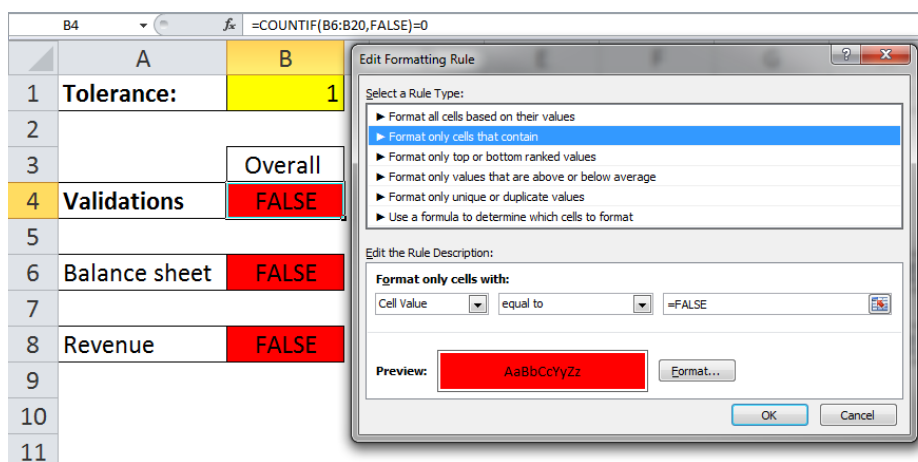 B4 fx =COUNTIF(B6:B20,FALSE)=0
A B E F G
1 Tolerance: 1
2
3 Overall
4 Validations FALSE
5
6 Balance sheet FALSE
7
8 Revenue FALSE
9
10
11
Edit Formatting Rule
Select a Rule Type:
► Format all cells based on their values
► Format only cells that contain
► Format only top or bottom ranked values
► Format only values that are above or below average
► Format only unique or duplicate values
► Use a formula to determine which cells to format
Edit the Rule Description:
Format only cells with:
Cell Value equal to =FALSE
Preview: AaBbCcYyZz Format...
OK Cancel